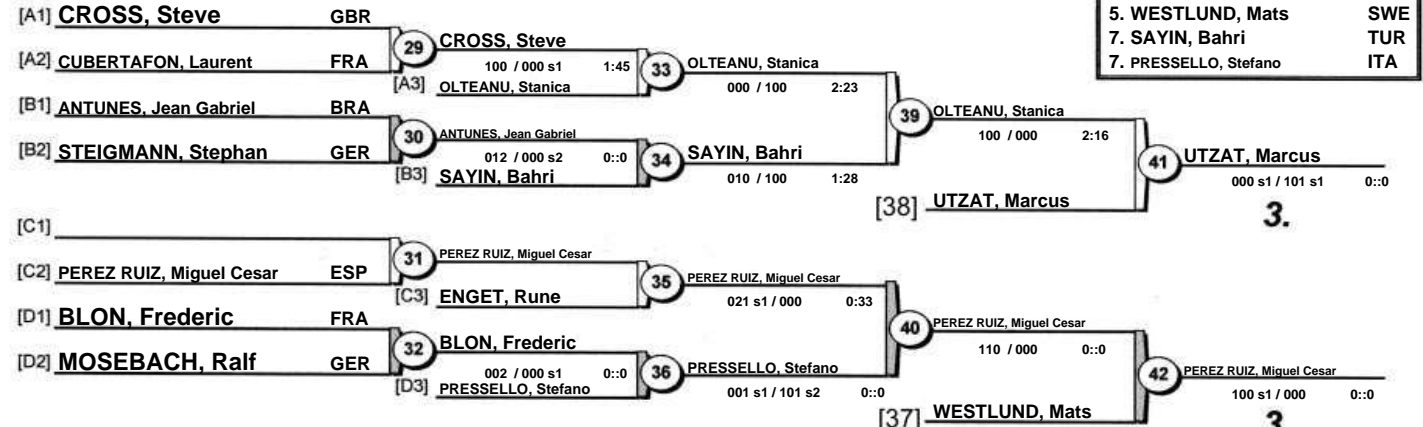 [A1] CROSS, Steve GBR
[A2] CUBERTAFON, Laurent FRA
29
CROSS, Steve
100 / 000 s1 1:45
[A3] OLTEANU, Stanica
33
OLTEANU, Stanica
000 / 100 2:23
[B1] ANTUNES, Jean Gabriel BRA
[B2] STEIGMANN, Stephan GER
30
ANTUNES, Jean Gabriel
012 / 000 s2 0::0
[B3] SAYIN, Bahri
34
SAYIN, Bahri
010 / 100 1:28
39
OLTEANU, Stanica
100 / 000 2:16
[38] UTZAT, Marcus
41
UTZAT, Marcus
000 s1 / 101 s1 0::0
3.
[C1]
[C2] PEREZ RUIZ, Miguel Cesar ESP
31
PEREZ RUIZ, Miguel Cesar
[C3] ENGET, Rune
35
PEREZ RUIZ, Miguel Cesar
021 s1 / 000 0:33
[D1] BLON, Frederic FRA
[D2] MOSEBACH, Ralf GER
32
BLON, Frederic
002 / 000 s1 0::0
[D3] PRESSELLO, Stefano
36
PRESSELLO, Stefano
001 s1 / 101 s2 0::0
40
PEREZ RUIZ, Miguel Cesar
110 / 000 0::0
[37] WESTLUND, Mats
42
PEREZ RUIZ, Miguel Cesar
100 s1 / 000 0::0
3
5. WESTLUND, Mats SWE
7. SAYIN, Bahri TUR
7. PRESSELLO, Stefano ITA